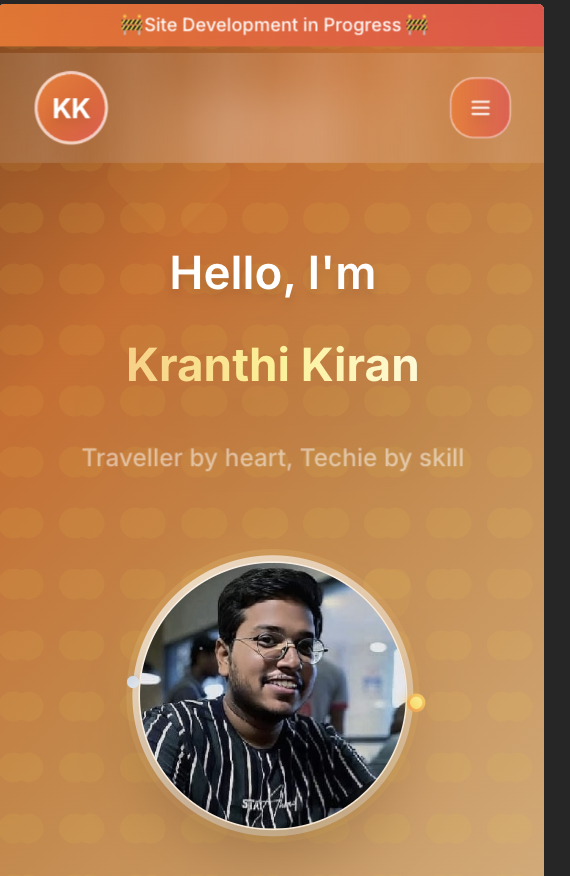 🚧Site Development in Progress 🚧
KK
Hello, I'm
Kranthi Kiran
Traveller by heart, Techie by skill